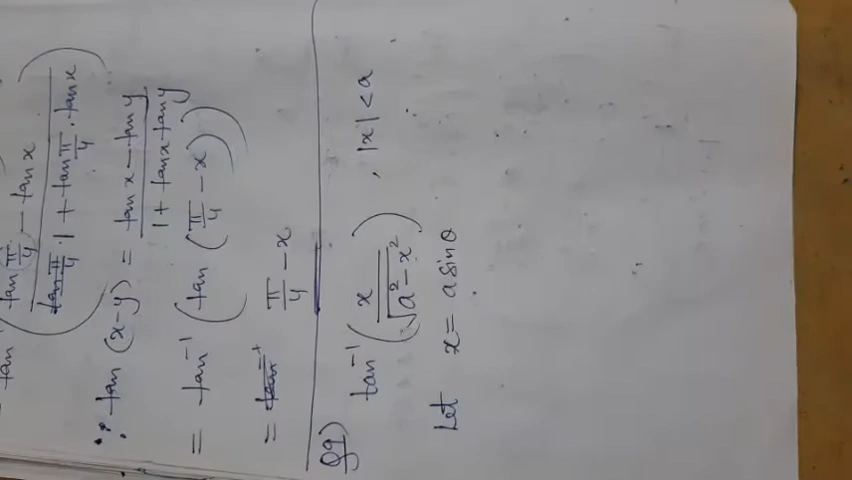 = tan⁻¹ ( (tan π/4 − tan x) / (tan π/4 · 1 + tan π/4 · tan x) )
∵ tan (x−y) = (tan x − tan y) / (1 + tan x tan y)
= tan⁻¹ ( tan ( π/4 − x ) )
= π/4 − x
Q9) tan⁻¹ ( x / √(a² − x²) ) , |x| < a
Let x = a sin θ